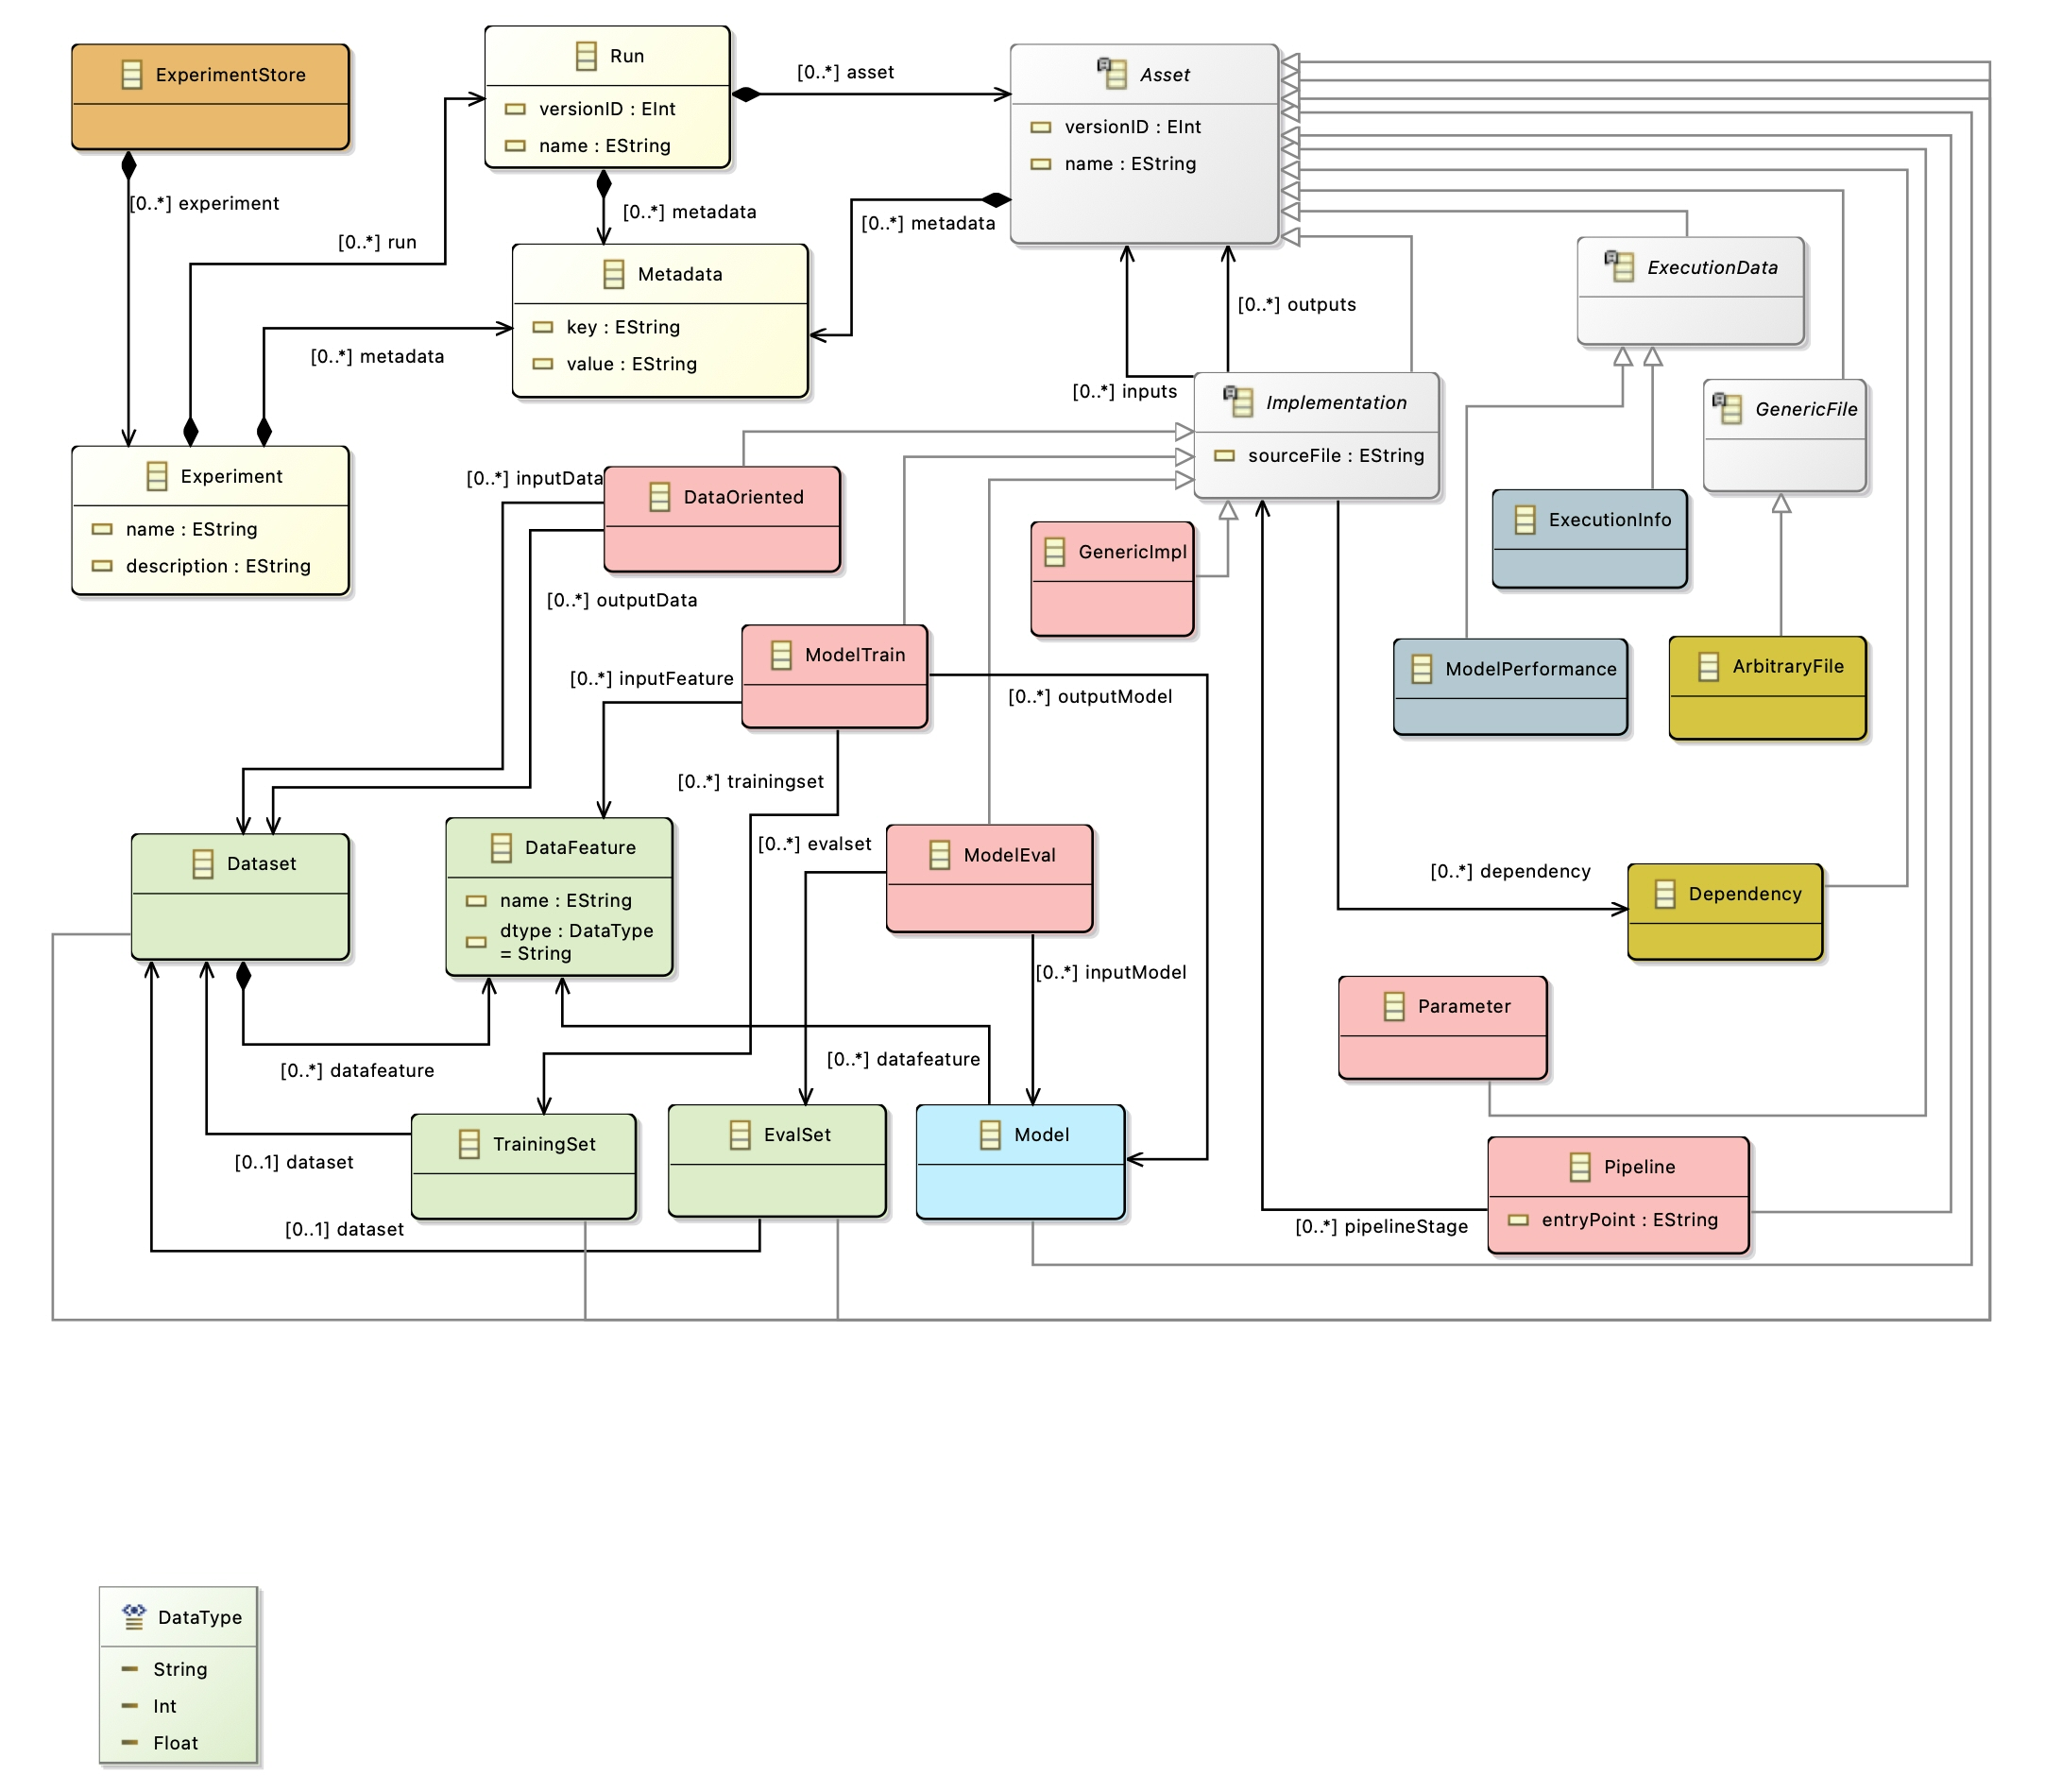 ExperimentStore
Run
versionID : EInt
name : EString
[0..*] asset
Asset
versionID : EInt
name : EString
[0..*] experiment
[0..*] run
[0..*] metadata
[0..*] metadata
Metadata
key : EString
value : EString
[0..*] metadata
[0..*] outputs
[0..*] inputs
ExecutionData
Implementation
sourceFile : EString
GenericFile
Experiment
name : EString
description : EString
[0..*] inputData
DataOriented
[0..*] outputData
GenericImpl
ExecutionInfo
ModelTrain
[0..*] inputFeature
[0..*] outputModel
ModelPerformance
ArbitraryFile
[0..*] trainingset
Dataset
DataFeature
name : EString
dtype : DataType
= String
[0..*] evalset
ModelEval
[0..*] dependency
Dependency
[0..*] inputModel
Parameter
[0..*] datafeature
[0..*] datafeature
TrainingSet
EvalSet
Model
[0..1] dataset
[0..1] dataset
Pipeline
entryPoint : EString
[0..*] pipelineStage
DataType
String
Int
Float